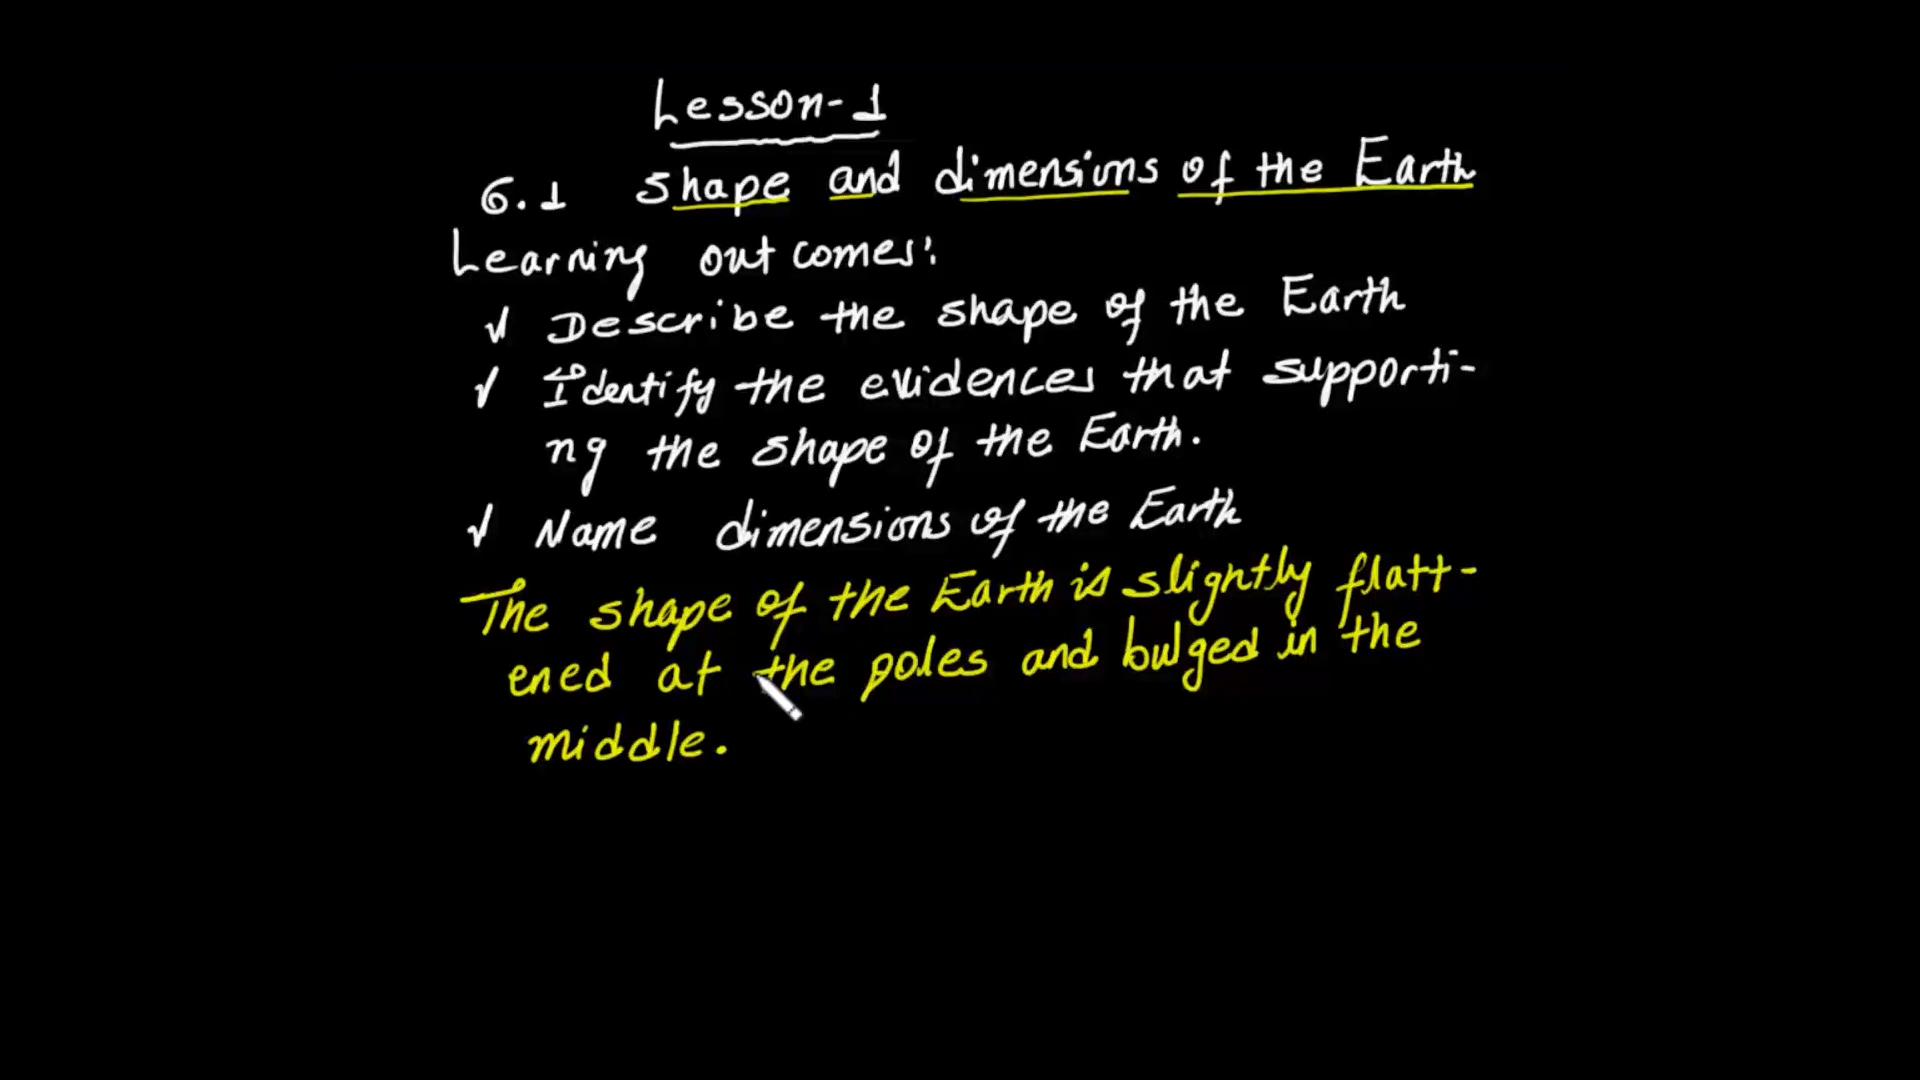 Lesson-1
6.1 Shape and dimensions of the Earth
Learning outcomes:
✓ Describe the shape of the Earth
✓ Identify the evidences that supporti-
ng the shape of the Earth.
✓ Name dimensions of the Earth
The shape of the Earth is slightly flatt-
ened at the poles and bulged in the
middle.